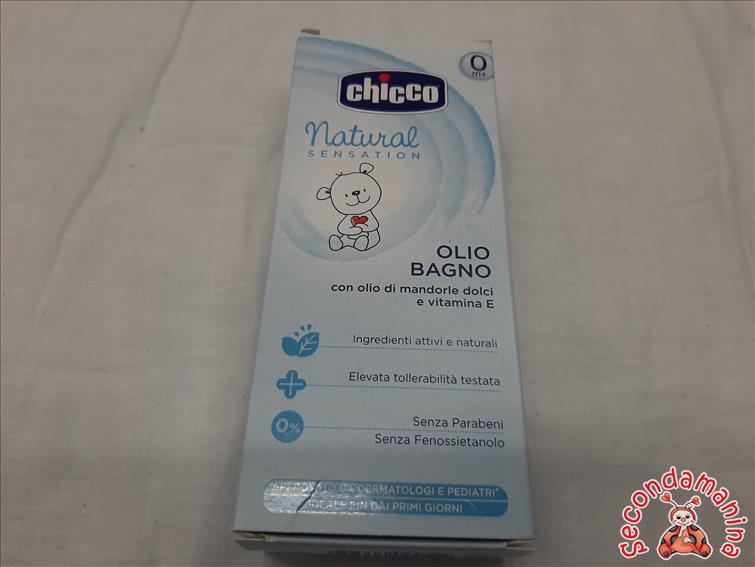 0
m+
chicco
Natural
SENSATION
OLIO
BAGNO
con olio di mandorle dolci
e vitamina E
Ingredienti attivi e naturali
Elevata tollerabilità testata
0%
Senza Parabeni
Senza Fenossietanolo
APPROVATO DA DERMATOLOGI E PEDIATRI*
IDEALE FIN DAI PRIMI GIORNI
Secondamanina